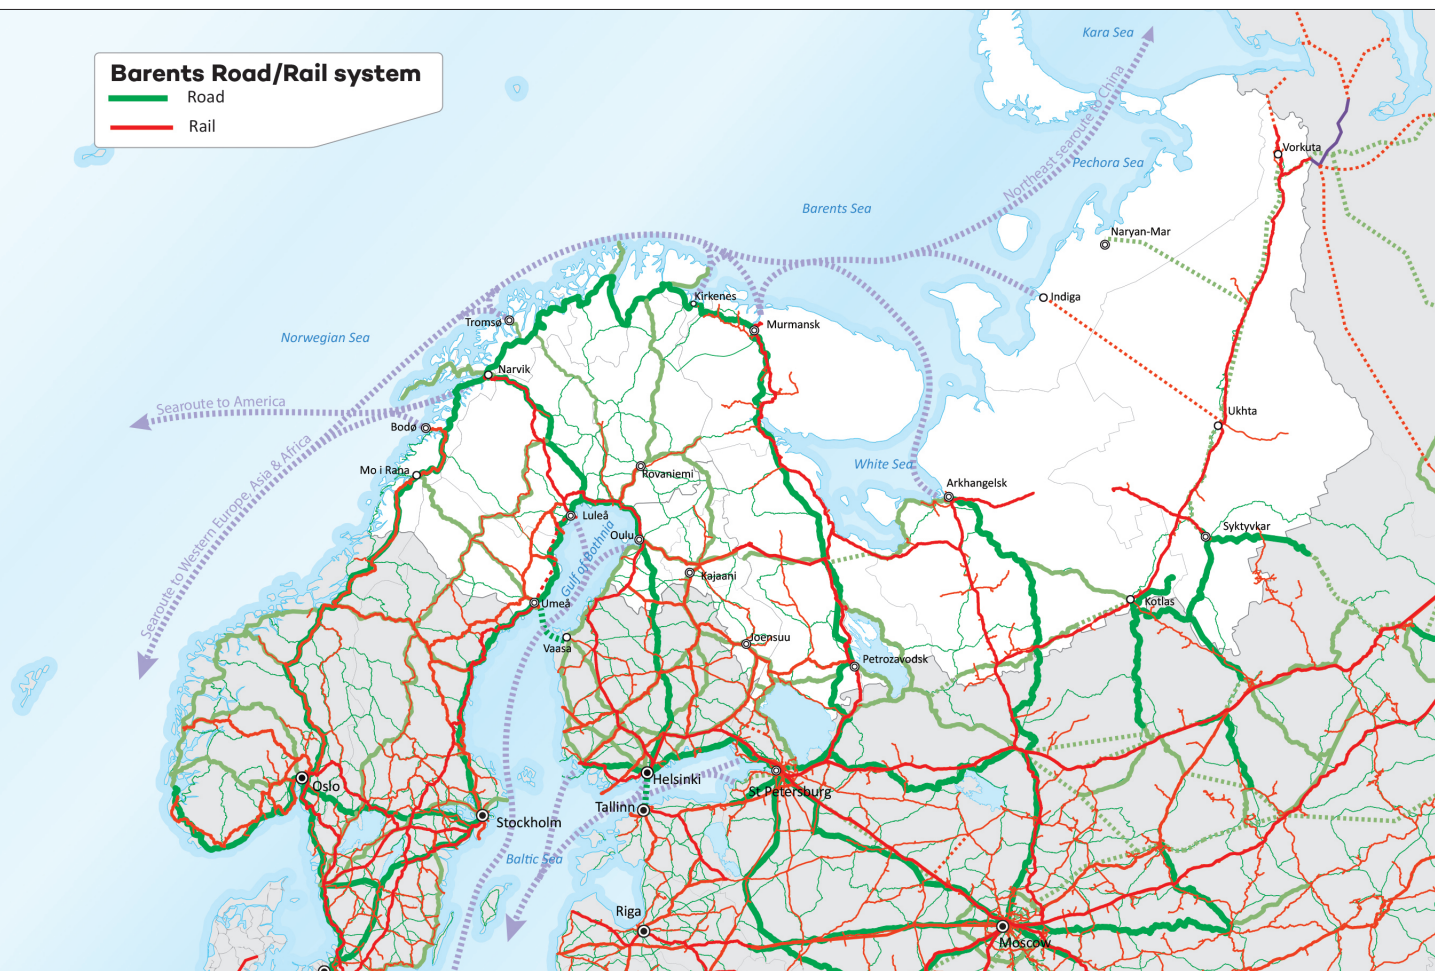 Barents Road/Rail system
Road
Rail
Kara Sea
Northeast searoute to China
Pechora Sea
Vorkuta
Barents Sea
Naryan-Mar
Indiga
Kirkenes
Murmansk
Tromsø
Norwegian Sea
Narvik
Searoute to America
Bodø
Ukhta
Searoute to Western Europe, Asia & Africa
Mo i Rana
Rovaniemi
White Sea
Arkhangelsk
Luleå
Oulu
Gulf of Bothnia
Syktyvkar
Kajaani
Umeå
Kotlas
Vaasa
Joensuu
Petrozavodsk
Oslo
Helsinki
St Petersburg
Tallinn
Stockholm
Baltic Sea
Riga
Moscow